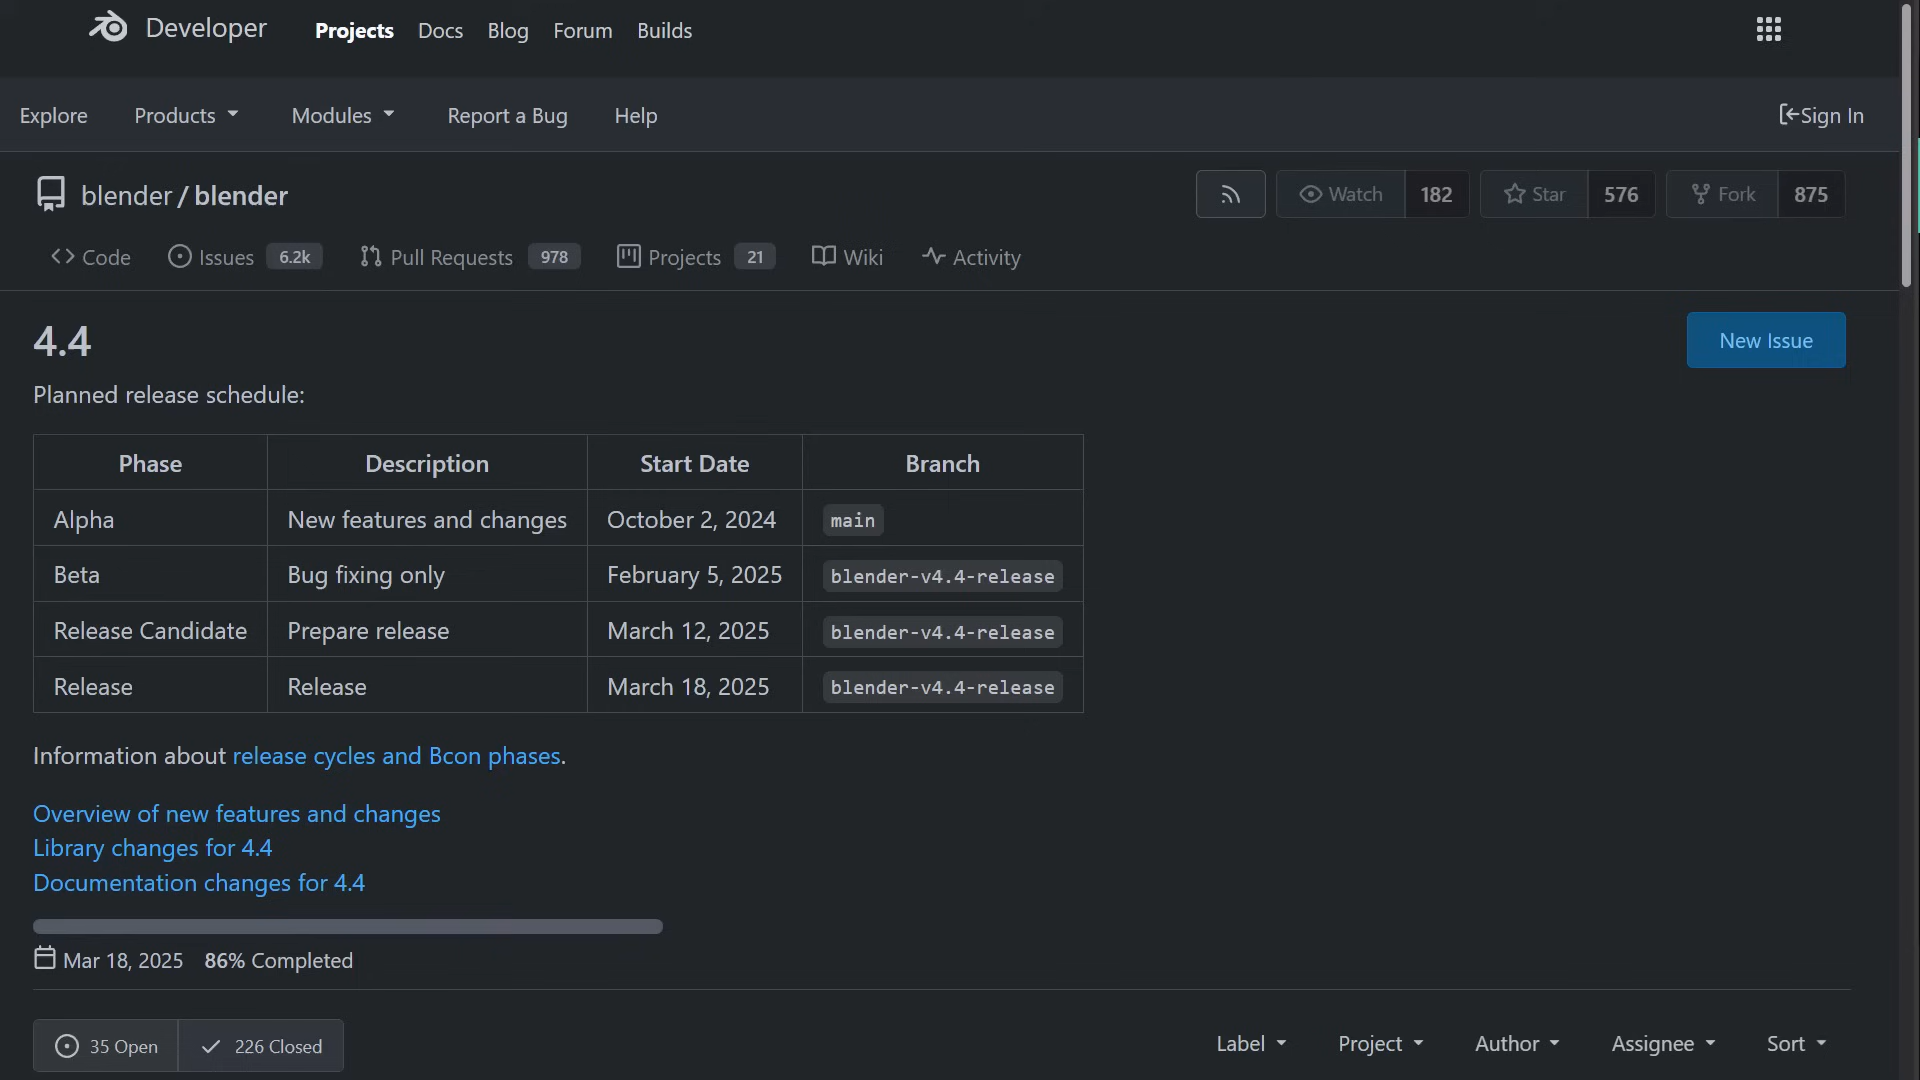 Developer Projects Docs Blog Forum Builds
Explore Products Modules Report a Bug Help Sign In
blender / blender Watch 182 Star 576 Fork 875
Code Issues 6.2k Pull Requests 978 Projects 21 Wiki Activity
4.4 New Issue
Planned release schedule:
Phase Description Start Date Branch
Alpha New features and changes October 2, 2024 main
Beta Bug fixing only February 5, 2025 blender-v4.4-release
Release Candidate Prepare release March 12, 2025 blender-v4.4-release
Release Release March 18, 2025 blender-v4.4-release
Information about release cycles and Bcon phases.
Overview of new features and changes
Library changes for 4.4
Documentation changes for 4.4
Mar 18, 2025 86% Completed
35 Open 226 Closed Label Project Author Assignee Sort